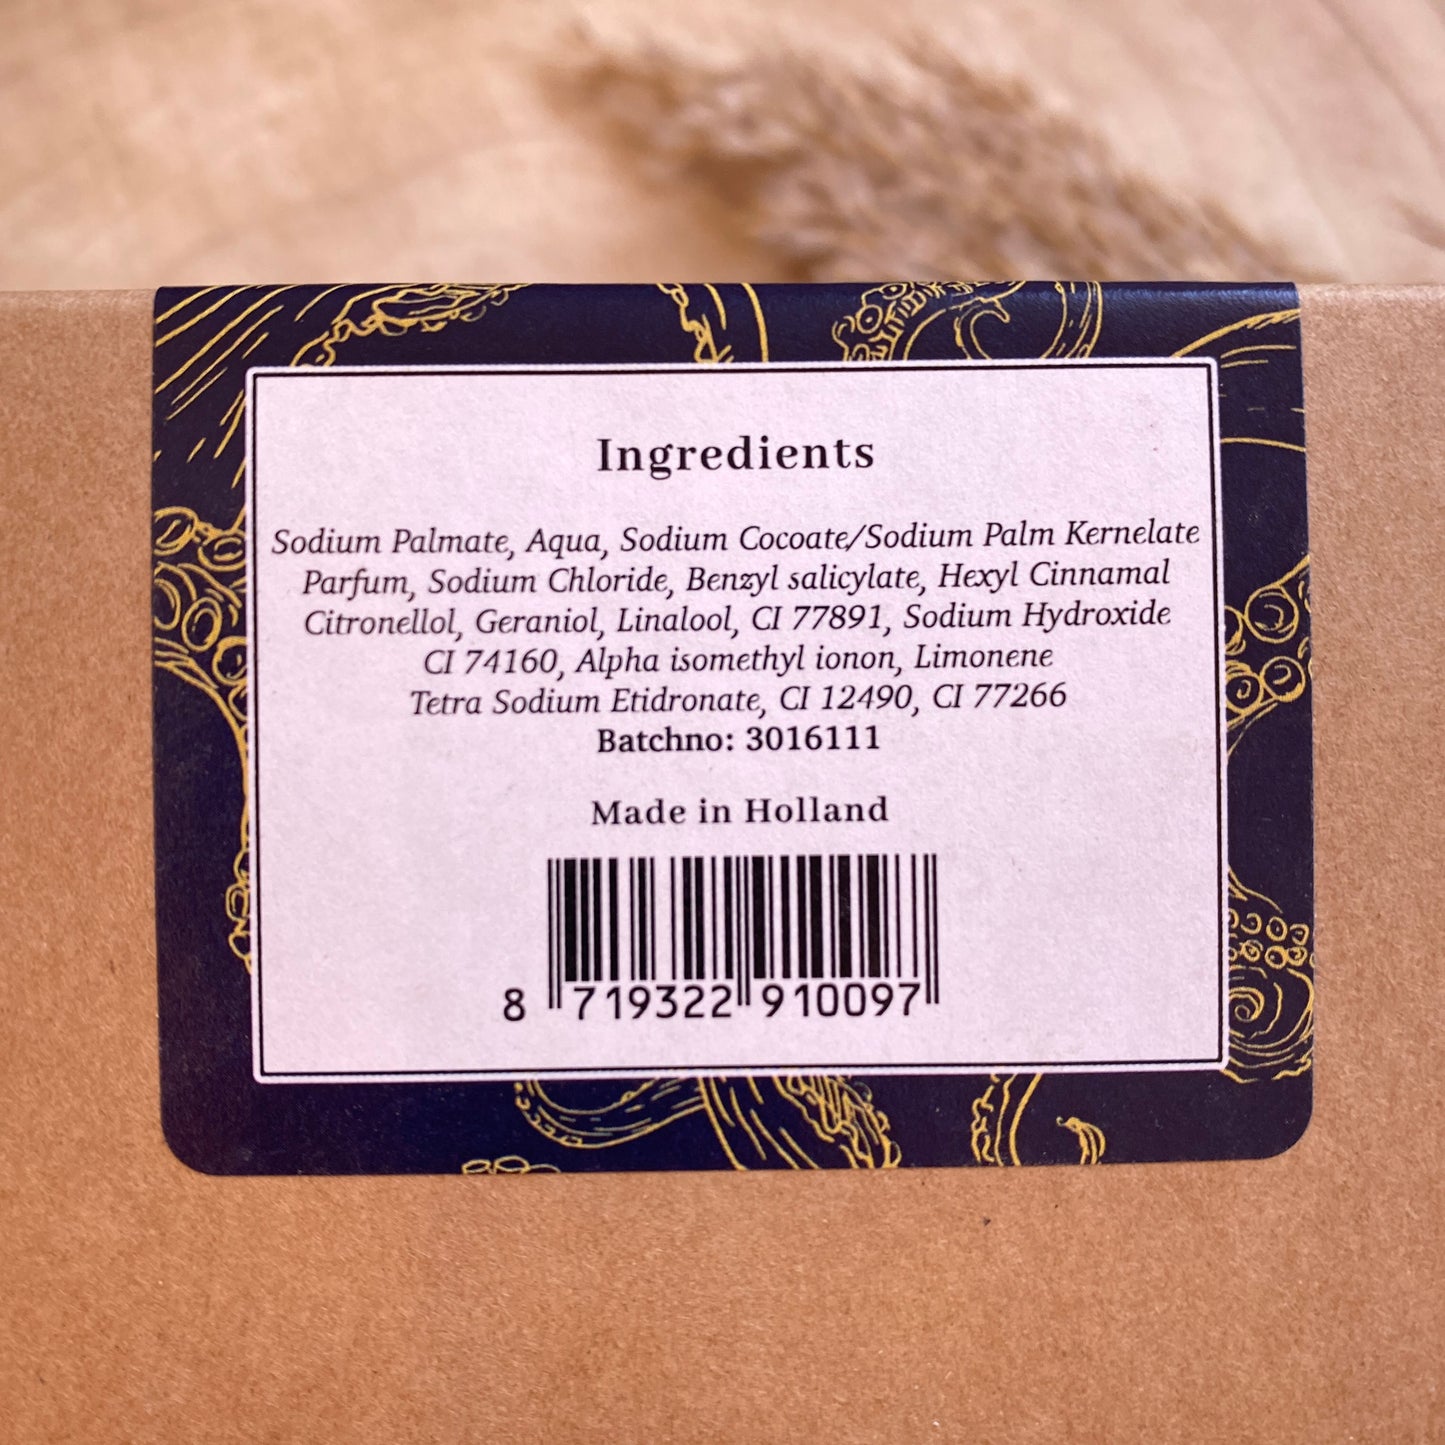 Ingredients
Sodium Palmate, Aqua, Sodium Cocoate/Sodium Palm Kernelate
Parfum, Sodium Chloride, Benzyl salicylate, Hexyl Cinnamal
Citronellol, Geraniol, Linalool, CI 77891, Sodium Hydroxide
CI 74160, Alpha isomethyl ionon, Limonene
Tetra Sodium Etidronate, CI 12490, CI 77266
Batchno: 3016111
Made in Holland
8 719322 910097